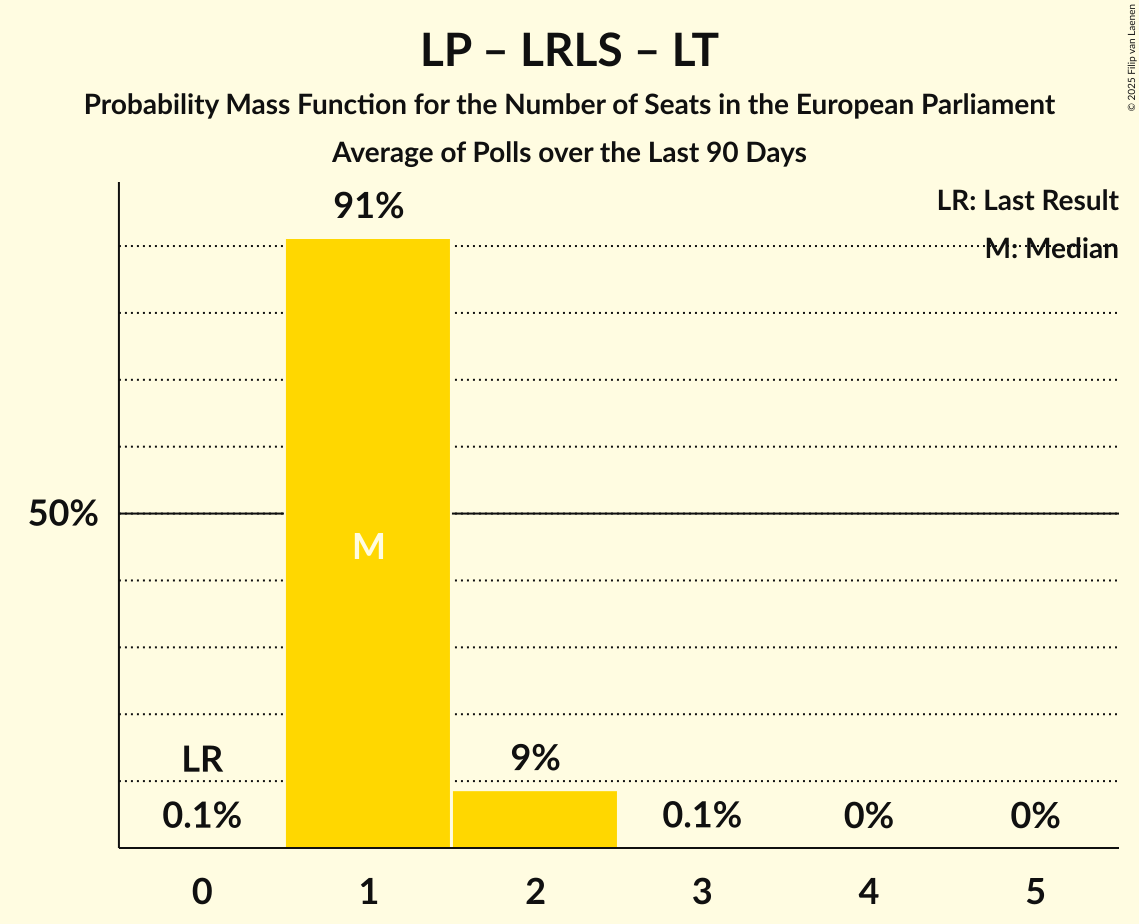 LP – LRLS – LT
Probability Mass Function for the Number of Seats in the European Parliament
Average of Polls over the Last 90 Days
© 2025 Filip van Laenen
LR: Last Result
M: Median
91%
50%
M
LR
9%
0.1%
0.1%
0%
0%
0 1 2 3 4 5